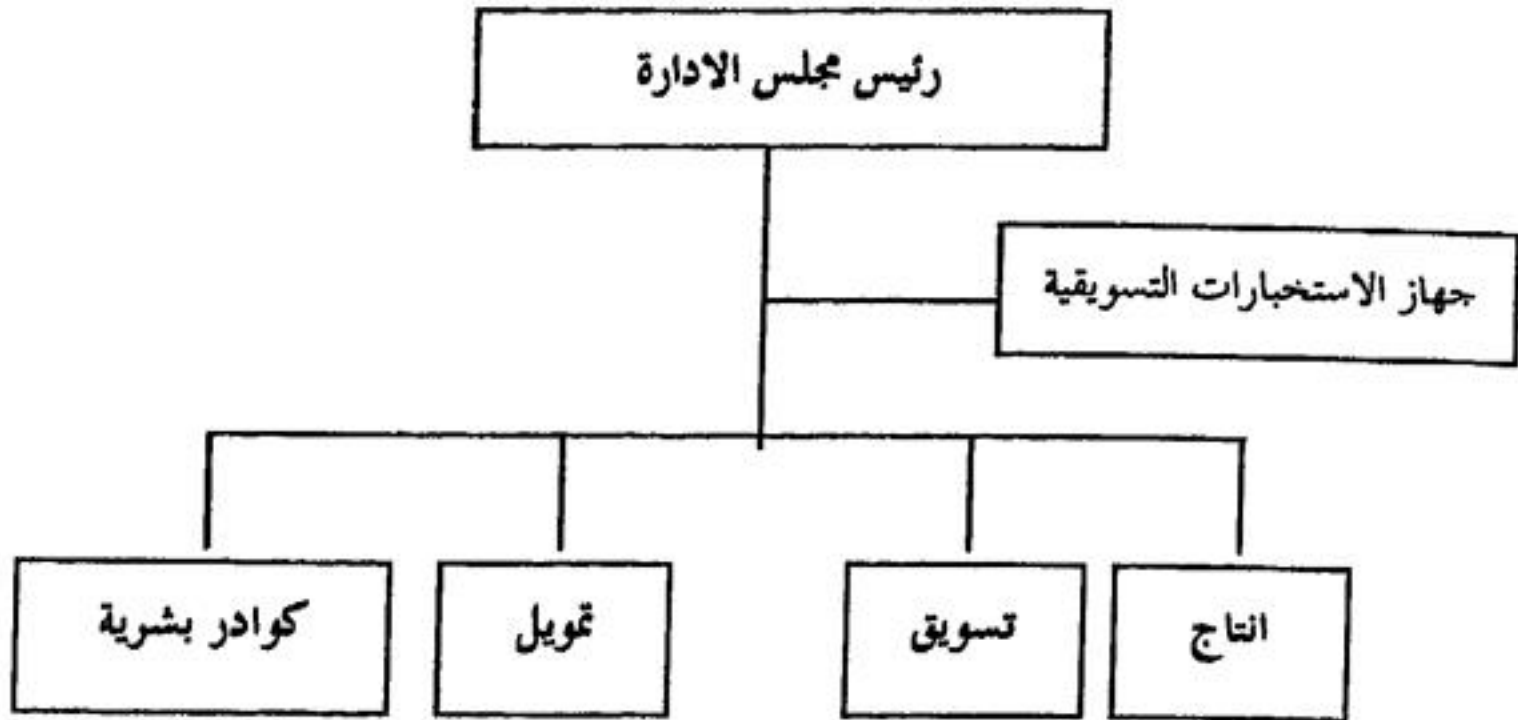 رئيس مجلس الادارة
جهاز الاستخبارات التسويقية
انتاج
تسويق
تمويل
كوادر بشرية